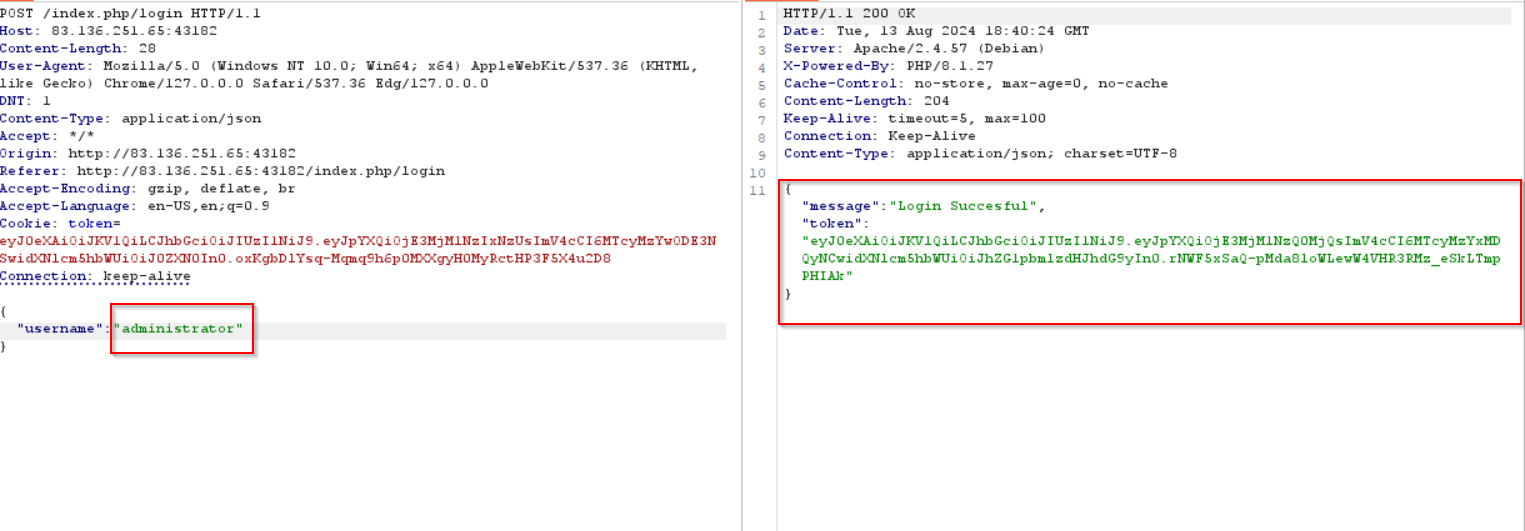 POST /index.php/login HTTP/1.1
Host: 83.136.251.65:43182
Content-Length: 28
User-Agent: Mozilla/5.0 (Windows NT 10.0; Win64; x64) AppleWebKit/537.36 (KHTML,
like Gecko) Chrome/127.0.0.0 Safari/537.36 Edg/127.0.0.0
DNT: 1
Content-Type: application/json
Accept: */*
Origin: http://83.136.251.65:43182
Referer: http://83.136.251.65:43182/index.php/login
Accept-Encoding: gzip, deflate, br
Accept-Language: en-US,en;q=0.9
Cookie: token=
eyJ0eXAiOiJKV1QiLCJhbGciOiJIUzI1NiJ9.eyJpYXQiOjE3MjM1NzIxNzUsImV4cCI6MTcyMzYwODE3N
SwidXNlcm5hbWUiOiJ0ZXN0In0.oxKgbDlYsq-Mqmq9h6p0MXXgyH0MyRctHP3F5X4u2D8
Connection: keep-alive
{
"username":"administrator"
}
1 HTTP/1.1 200 OK
2 Date: Tue, 13 Aug 2024 18:40:24 GMT
3 Server: Apache/2.4.57 (Debian)
4 X-Powered-By: PHP/8.1.27
5 Cache-Control: no-store, max-age=0, no-cache
6 Content-Length: 204
7 Keep-Alive: timeout=5, max=100
8 Connection: Keep-Alive
9 Content-Type: application/json; charset=UTF-8
10
11 {
"message":"Login Succesful",
"token":
"eyJ0eXAiOiJKV1QiLCJhbGciOiJIUzI1NiJ9.eyJpYXQiOjE3MjM1NzQ0MjQsImV4cCI6MTcyMzYxMD
QyNCwidXNlcm5hbWUiOiJhZG1pbmlzdHJhdG9yIn0.rNWF5xSaQ-pMda8loWLewW4VHR3RMz_eSkLTmp
PHIAk"
}